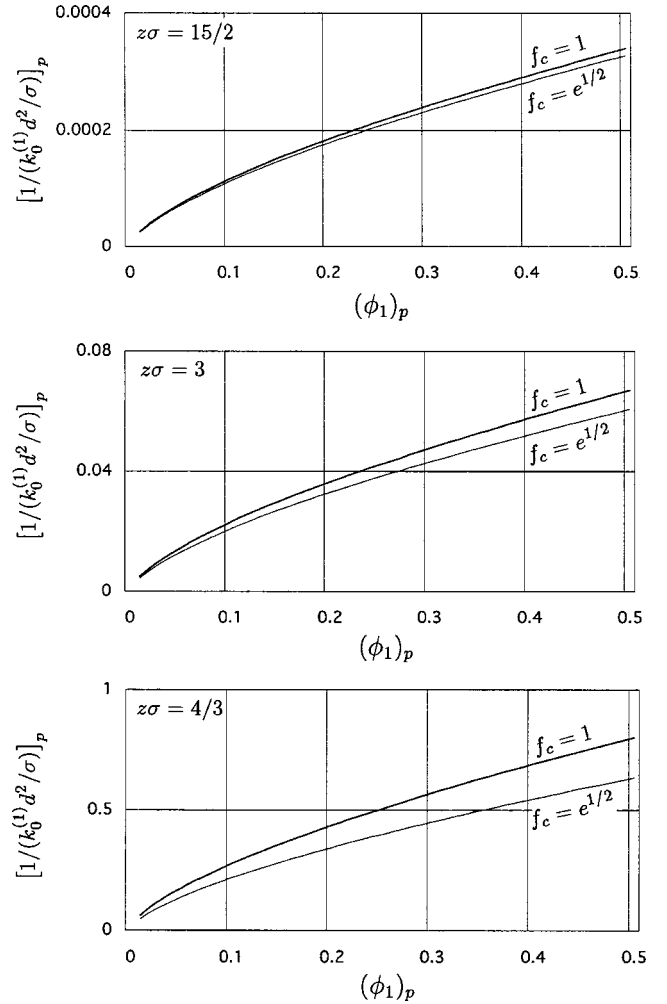 0.0004
zσ = 15/2
f_c = 1
f_c = e^{1/2}
[1/(k_0^{(1)} d^2/σ)]_p
0.0002
0
0 0.1 0.2 0.3 0.4 0.5
(ϕ_1)_p
0.08
zσ = 3
f_c = 1
f_c = e^{1/2}
[1/(k_0^{(1)} d^2/σ)]_p
0.04
0
0 0.1 0.2 0.3 0.4 0.5
(ϕ_1)_p
1
zσ = 4/3
f_c = 1
f_c = e^{1/2}
[1/(k_0^{(1)} d^2/σ)]_p
0.5
0
0 0.1 0.2 0.3 0.4 0.5
(ϕ_1)_p